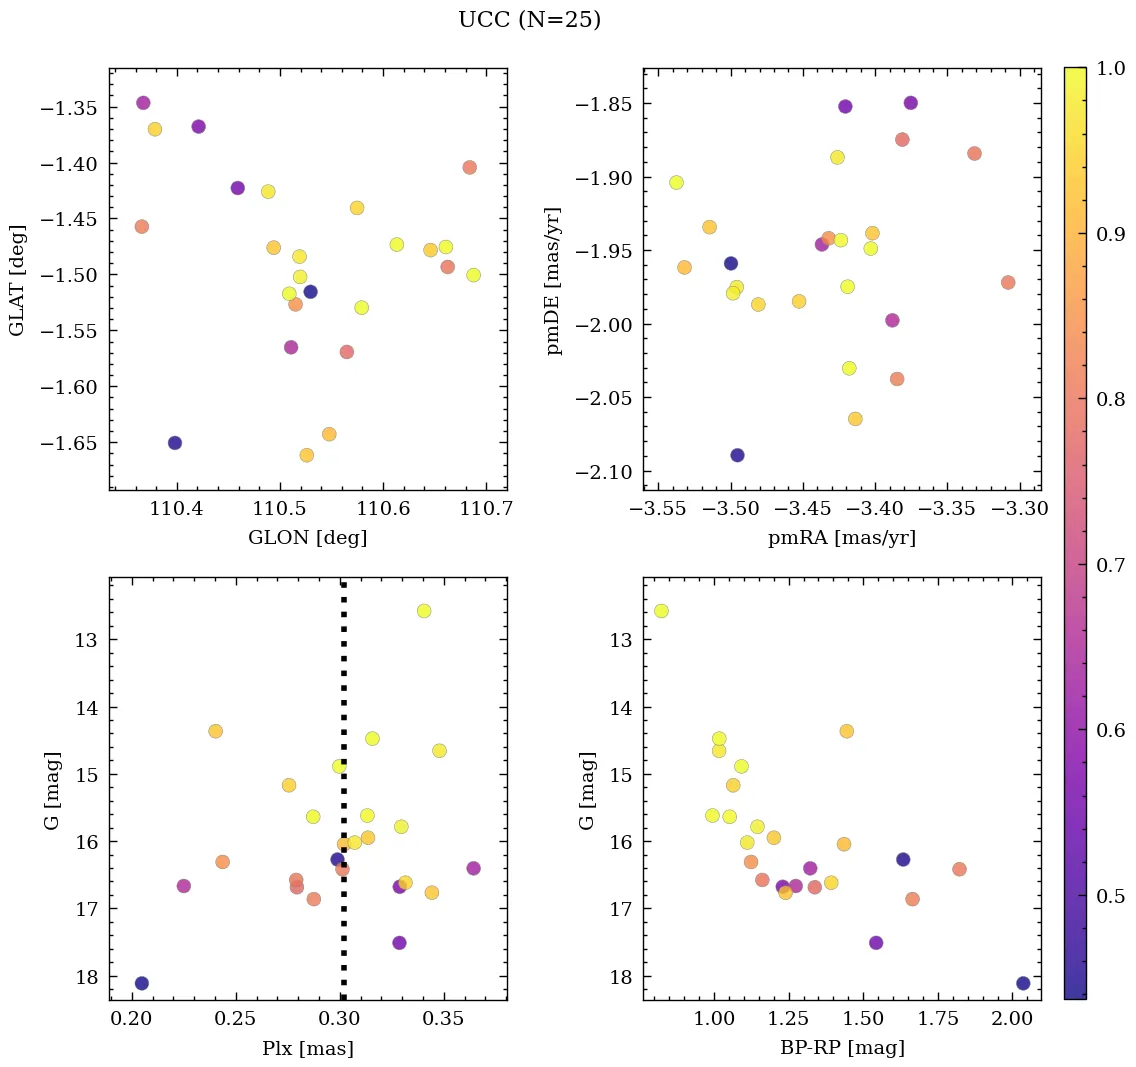 UCC (N=25)
−1.35
−1.40
−1.45
−1.50
−1.55
−1.60
−1.65
GLAT [deg]
110.4 110.5 110.6 110.7
GLON [deg]
−1.85
−1.90
−1.95
−2.00
−2.05
−2.10
pmDE [mas/yr]
−3.55 −3.50 −3.45 −3.40 −3.35 −3.30
pmRA [mas/yr]
13
14
15
16
17
18
G [mag]
0.20 0.25 0.30 0.35
Plx [mas]
13
14
15
16
17
18
G [mag]
1.00 1.25 1.50 1.75 2.00
BP-RP [mag]
1.0
0.9
0.8
0.7
0.6
0.5